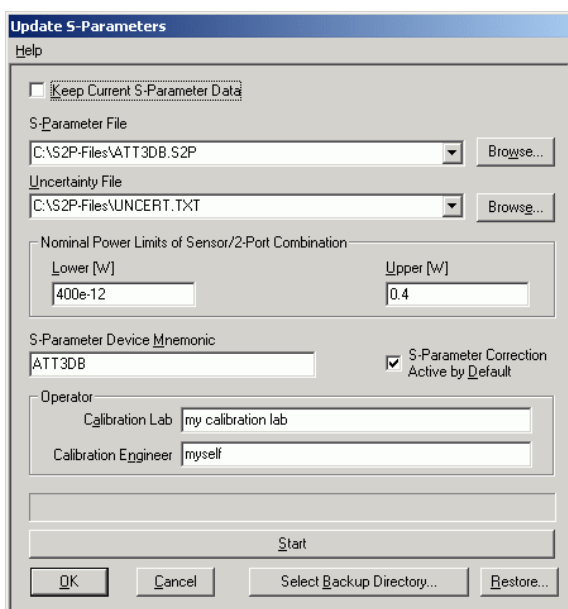 Update S-Parameters
Help
Keep Current S-Parameter Data
S-Parameter File
C:\S2P-Files\ATT3DB.S2P
Browse...
Uncertainty File
C:\S2P-Files\UNCERT.TXT
Browse...
Nominal Power Limits of Sensor/2-Port Combination
Lower [W]
Upper [W]
400e-12
0.4
S-Parameter Device Mnemonic
ATT3DB
S-Parameter Correction
Active by Default
Operator
Calibration Lab
my calibration lab
Calibration Engineer
myself
Start
OK
Cancel
Select Backup Directory...
Restore...